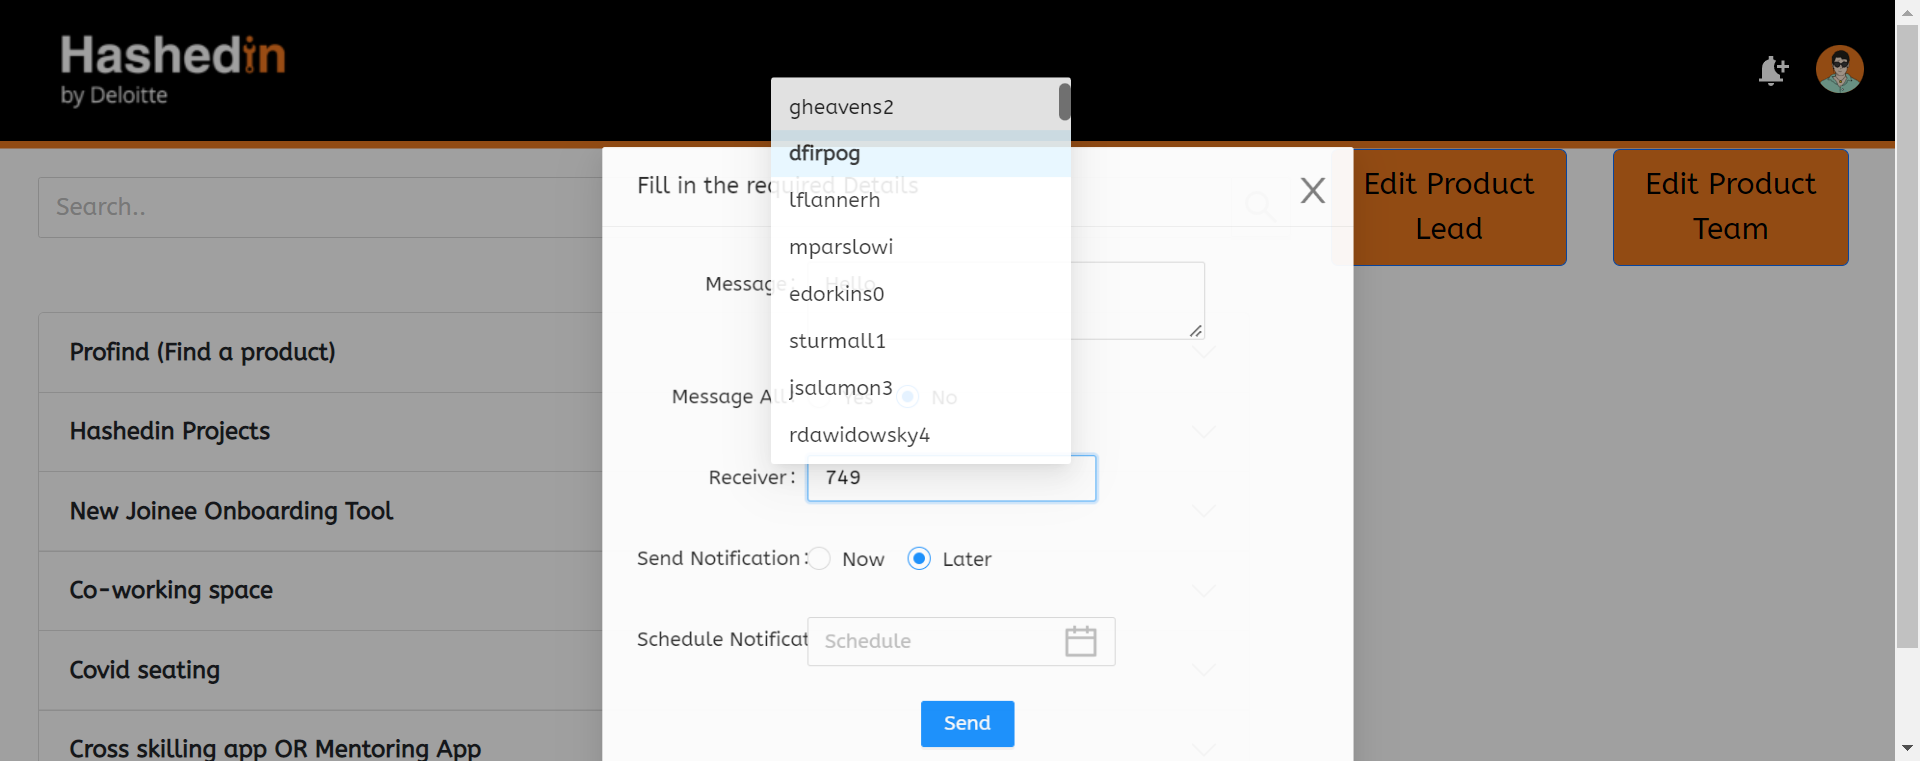 Hashedin
by Deloitte
Search..
Edit Product
Lead
Edit Product
Team
Fill in the required Details
gheavens2
dfirpog
lflannerh
mparslowi
edorkins0
sturmall1
jsalamon3
rdawidowsky4
Message:
Hello
Message All:
Yes
No
Receiver:
749
Send Notification:
Now
Later
Schedule Notificat
Schedule
Send
Profind (Find a product)
Hashedin Projects
New Joinee Onboarding Tool
Co-working space
Covid seating
Cross skilling app OR Mentoring App